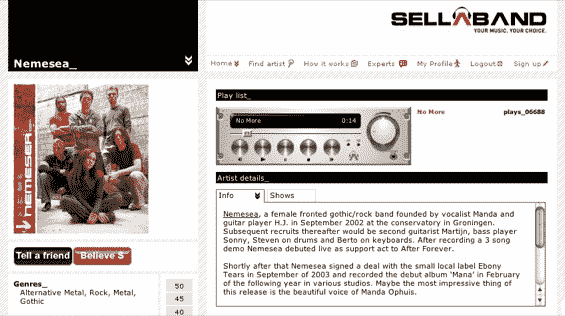 SELLABAND
YOUR MUSIC, YOUR CHOICE.
Nemesea_
Home Find artist How it works Experts My Profile Logout Sign up
NEMESEA
Play list_
No More 0:14
No More plays_06688
Artist details_
Info Shows
Nemesea, a female fronted gothic/rock band founded by vocalist Manda and
guitar player H.J. in September 2002 at the conservatory in Groningen.
Subsequent recruits thereafter would be second guitarist Martijn, bass player
Sonny, Steven on drums and Berto on keyboards. After recording a 3 song
demo Nemesea debuted live as support act to After Forever.
Shortly after that Nemesea signed a deal with the small local label Ebony
Tears in September of 2003 and recorded the debut album 'Mana' in February
of the following year in various studios. Maybe the most impressive thing of
this release is the beautiful voice of Manda Ophuis.
Tell a friend Believe $
Genres_
Alternative Metal, Rock, Metal,
Gothic
50
45
40